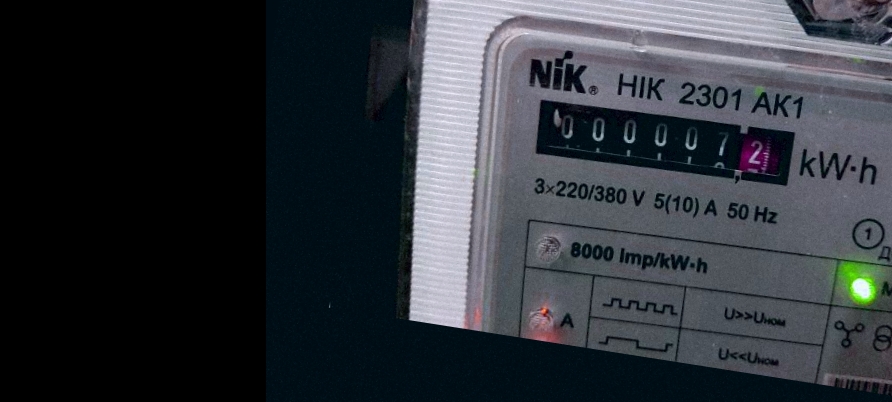 NiK® НІК 2301 АК1
0 0 0 0 0 7 2 kW·h
3×220/380 V 5(10) A 50 Hz
1
8000 Imp/kW·h
A
U>>Uном
U<<Uном